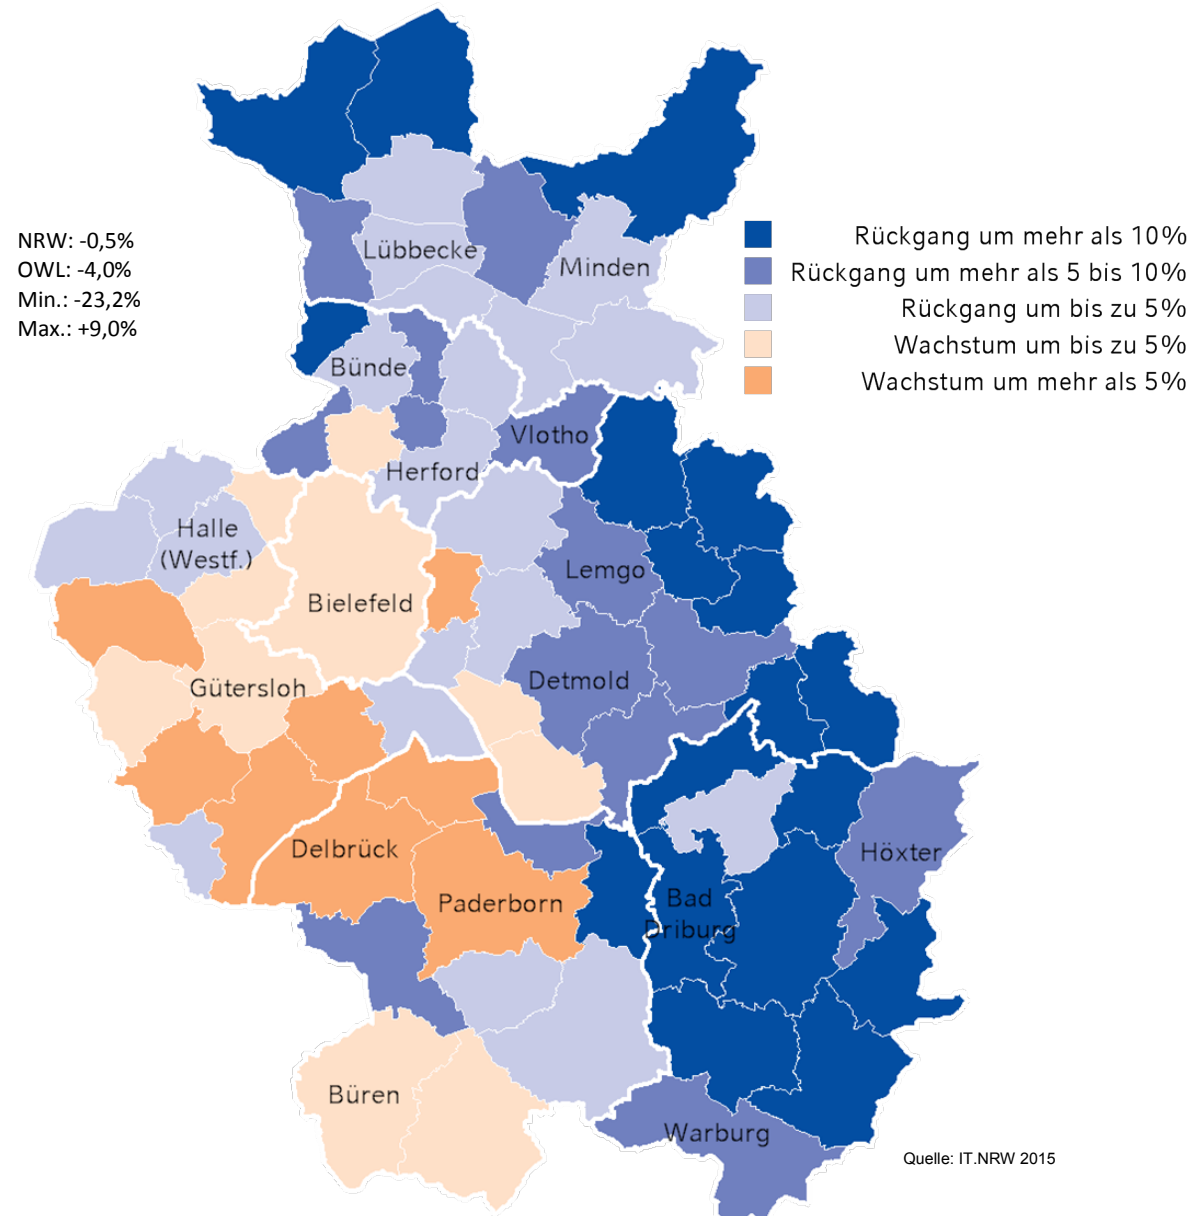 NRW: -0,5%
OWL: -4,0%
Min.: -23,2%
Max.: +9,0%
Rückgang um mehr als 10%
Rückgang um mehr als 5 bis 10%
Rückgang um bis zu 5%
Wachstum um bis zu 5%
Wachstum um mehr als 5%
Lübbecke
Minden
Bünde
Vlotho
Herford
Halle
(Westf.)
Lemgo
Bielefeld
Detmold
Gütersloh
Delbrück
Höxter
Paderborn
Bad
Driburg
Büren
Warburg
Quelle: IT.NRW 2015